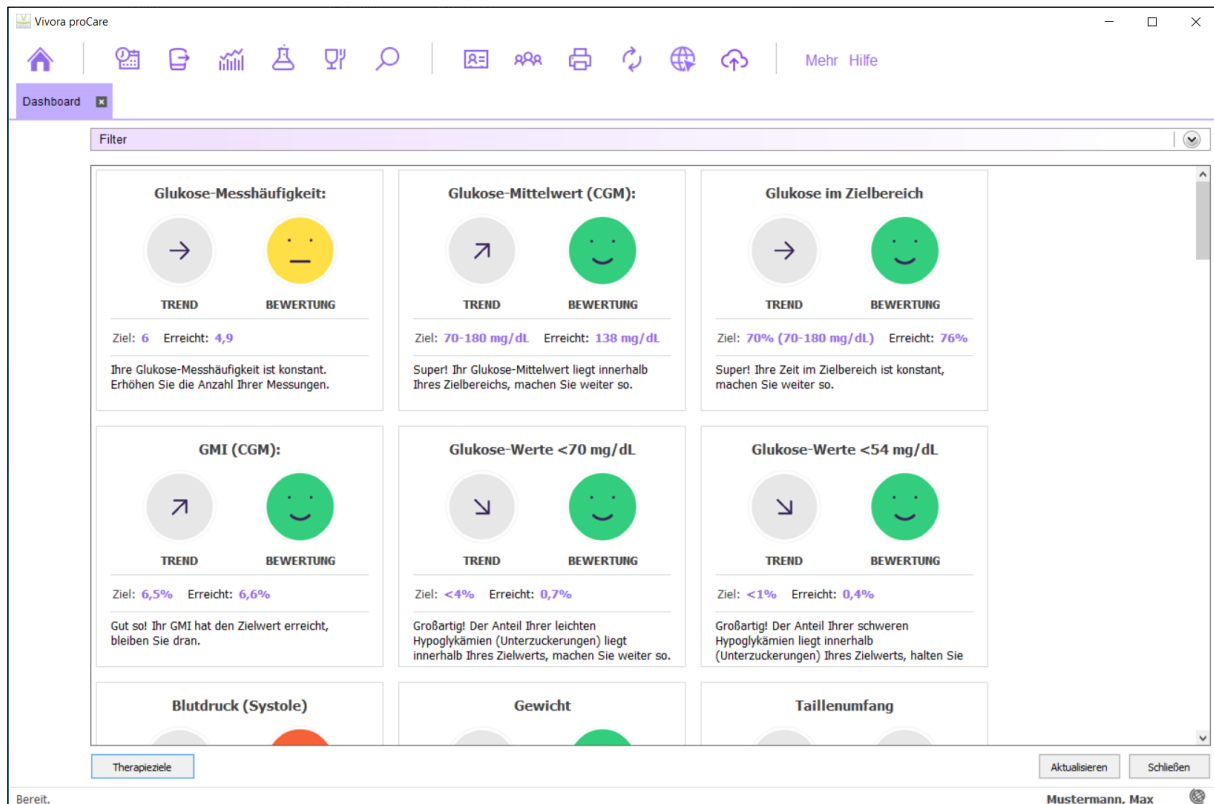 Vivora proCare
Mehr Hilfe
Dashboard
Filter
Glukose-Messhäufigkeit:
TREND BEWERTUNG
Ziel: 6 Erreicht: 4,9
Ihre Glukose-Messhäufigkeit ist konstant.
Erhöhen Sie die Anzahl Ihrer Messungen.
Glukose-Mittelwert (CGM):
TREND BEWERTUNG
Ziel: 70-180 mg/dL Erreicht: 138 mg/dL
Super! Ihr Glukose-Mittelwert liegt innerhalb
Ihres Zielbereichs, machen Sie weiter so.
Glukose im Zielbereich
TREND BEWERTUNG
Ziel: 70% (70-180 mg/dL) Erreicht: 76%
Super! Ihre Zeit im Zielbereich ist konstant,
machen Sie weiter so.
GMI (CGM):
TREND BEWERTUNG
Ziel: 6,5% Erreicht: 6,6%
Gut so! Ihr GMI hat den Zielwert erreicht,
bleiben Sie dran.
Glukose-Werte <70 mg/dL
TREND BEWERTUNG
Ziel: <4% Erreicht: 0,7%
Großartig! Der Anteil Ihrer leichten
Hypoglykämien (Unterzuckerungen) liegt
innerhalb Ihres Zielwerts, machen Sie weiter so.
Glukose-Werte <54 mg/dL
TREND BEWERTUNG
Ziel: <1% Erreicht: 0,4%
Großartig! Der Anteil Ihrer schweren
Hypoglykämien liegt innerhalb
(Unterzuckerungen) Ihres Zielwerts, halten Sie
Blutdruck (Systole)
Gewicht
Taillenumfang
Therapieziele
Aktualisieren
Schließen
Bereit.
Mustermann, Max